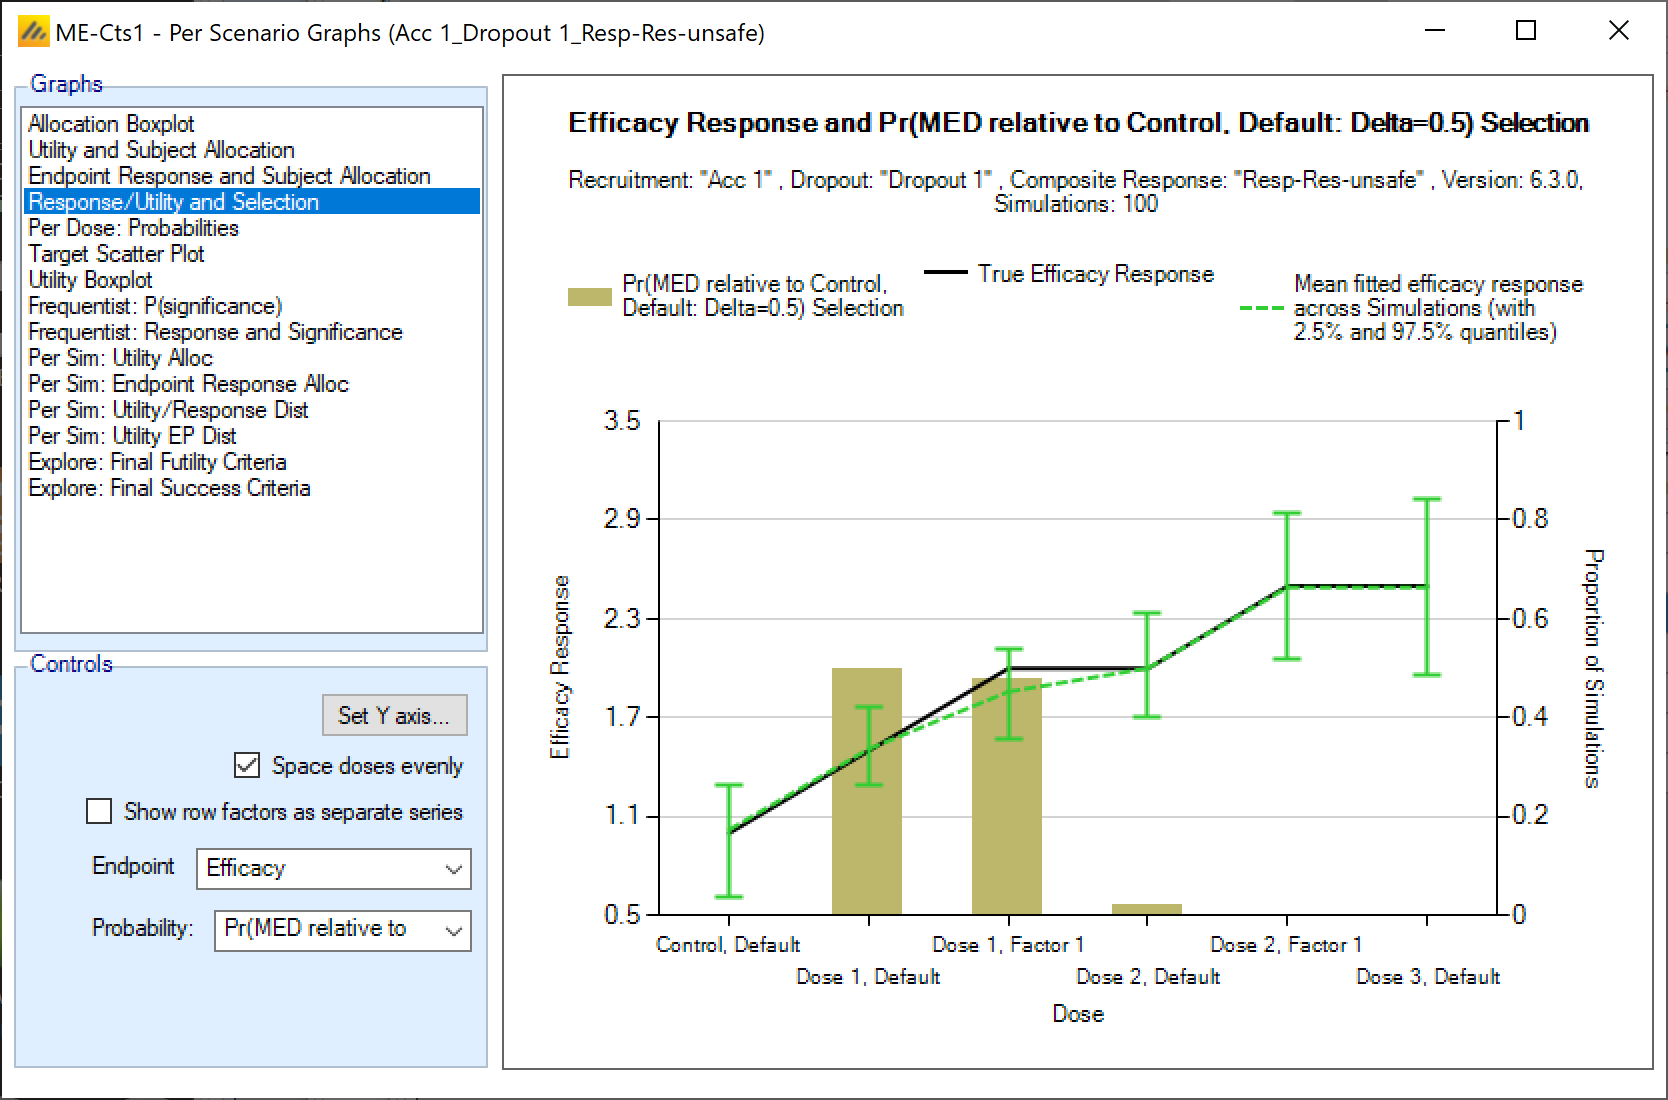 ME-Cts1 - Per Scenario Graphs (Acc 1_Dropout 1_Resp-Res-unsafe)
Graphs
Allocation Boxplot
Utility and Subject Allocation
Endpoint Response and Subject Allocation
Response/Utility and Selection
Per Dose: Probabilities
Target Scatter Plot
Utility Boxplot
Frequentist: P(significance)
Frequentist: Response and Significance
Per Sim: Utility Alloc
Per Sim: Endpoint Response Alloc
Per Sim: Utility/Response Dist
Per Sim: Utility EP Dist
Explore: Final Futility Criteria
Explore: Final Success Criteria
Controls
Set Y axis...
Space doses evenly
Show row factors as separate series
Endpoint
Efficacy
Probability:
Pr(MED relative to
Efficacy Response and Pr(MED relative to Control, Default: Delta=0.5) Selection
Recruitment: "Acc 1" , Dropout: "Dropout 1" , Composite Response: "Resp-Res-unsafe" , Version: 6.3.0,
Simulations: 100
Pr(MED relative to Control,
Default: Delta=0.5) Selection
True Efficacy Response
Mean fitted efficacy response
across Simulations (with
2.5% and 97.5% quantiles)
Efficacy Response
3.5
2.9
2.3
1.7
1.1
0.5
1
0.8
0.6
0.4
0.2
0
Proportion of Simulations
Control, Default
Dose 1, Factor 1
Dose 2, Factor 1
Dose 1, Default
Dose 2, Default
Dose 3, Default
Dose